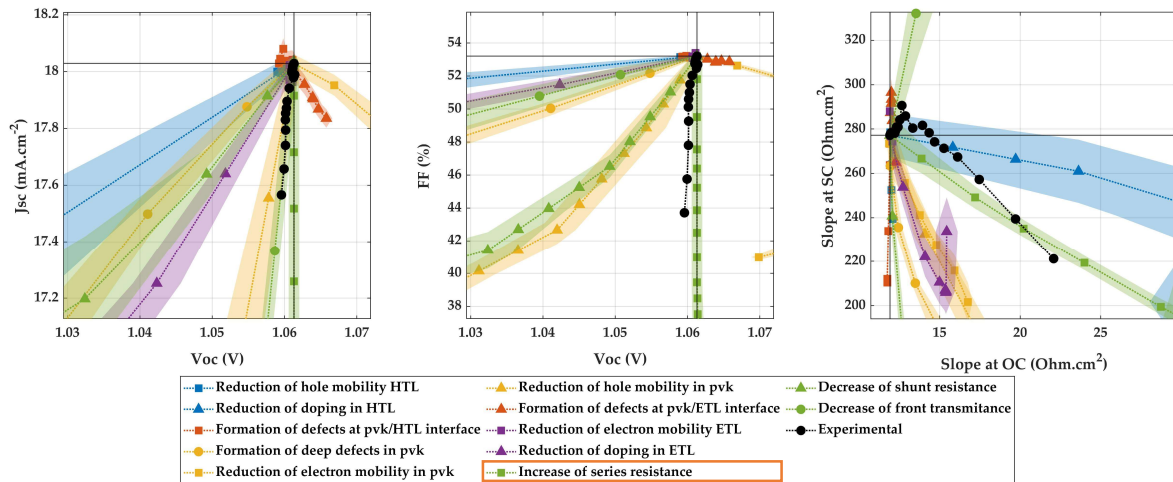 18.2
18
17.8
17.6
17.4
17.2
Jsc (mA.cm-2)
1.03
1.04
1.05
1.06
1.07
Voc (V)
54
52
50
48
46
44
42
40
38
FF (%)
1.03
1.04
1.05
1.06
1.07
Voc (V)
320
300
280
260
240
220
200
Slope at SC (Ohm.cm²)
15
20
25
Slope at OC (Ohm.cm²)
Reduction of hole mobility HTL
Reduction of doping in HTL
Formation of defects at pvk/HTL interface
Formation of deep defects in pvk
Reduction of electron mobility in pvk
Reduction of hole mobility in pvk
Formation of defects at pvk/ETL interface
Reduction of electron mobility ETL
Reduction of doping in ETL
Increase of series resistance
Decrease of shunt resistance
Decrease of front transmitance
Experimental